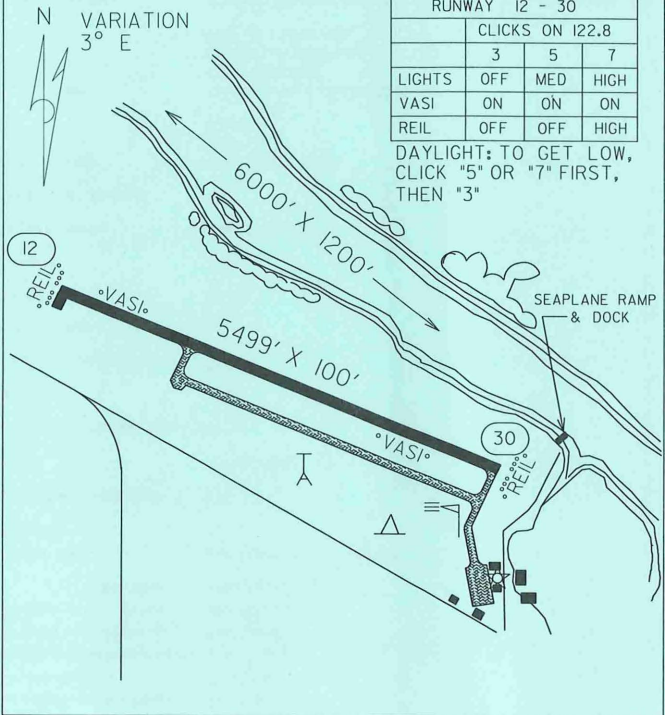 N VARIATION
3° E
RUNWAY 12 - 30
CLICKS ON 122.8
3 5 7
LIGHTS OFF MED HIGH
VASI ON ON ON
REIL OFF OFF HIGH
DAYLIGHT: TO GET LOW,
CLICK "5" OR "7" FIRST,
THEN "3"
6000' X 1200'
12
REIL
VASI
SEAPLANE RAMP
& DOCK
5499' X 100'
VASI
30
REIL